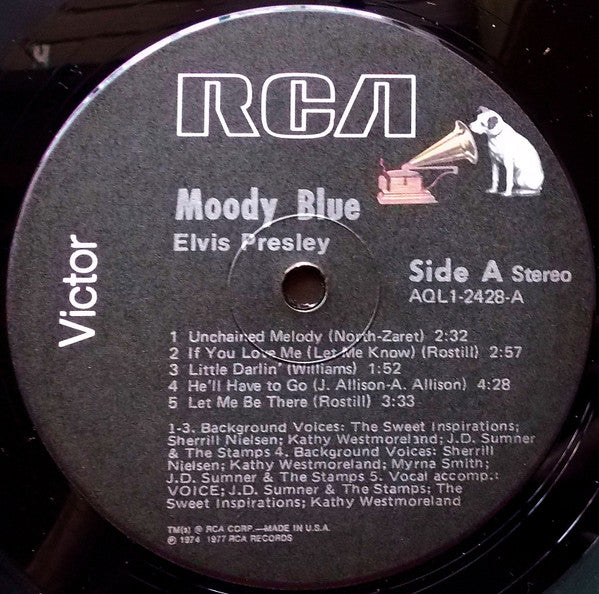 RCA
Moody Blue
Elvis Presley
Victor
Side A Stereo
AQL1-2428-A
1 Unchained Melody (North-Zaret) 2:32
2 If You Love Me (Let Me Know) (Rostill) 2:57
3 Little Darlin' (Williams) 1:52
4 He'll Have to Go (J. Allison-A. Allison) 4:28
5 Let Me Be There (Rostill) 3:33
1-3. Background Voices: The Sweet Inspirations;
Sherrill Nielsen; Kathy Westmoreland; J.D. Sumner
& The Stamps 4. Background Voices: Sherrill
Nielsen; Kathy Westmoreland; Myrna Smith;
J.D. Sumner & The Stamps 5. Vocal accomp.:
VOICE; J.D. Sumner & The Stamps; The
Sweet Inspirations; Kathy Westmoreland
TM(s) ® RCA CORP.—MADE IN U.S.A.
℗ 1974 1977 RCA RECORDS